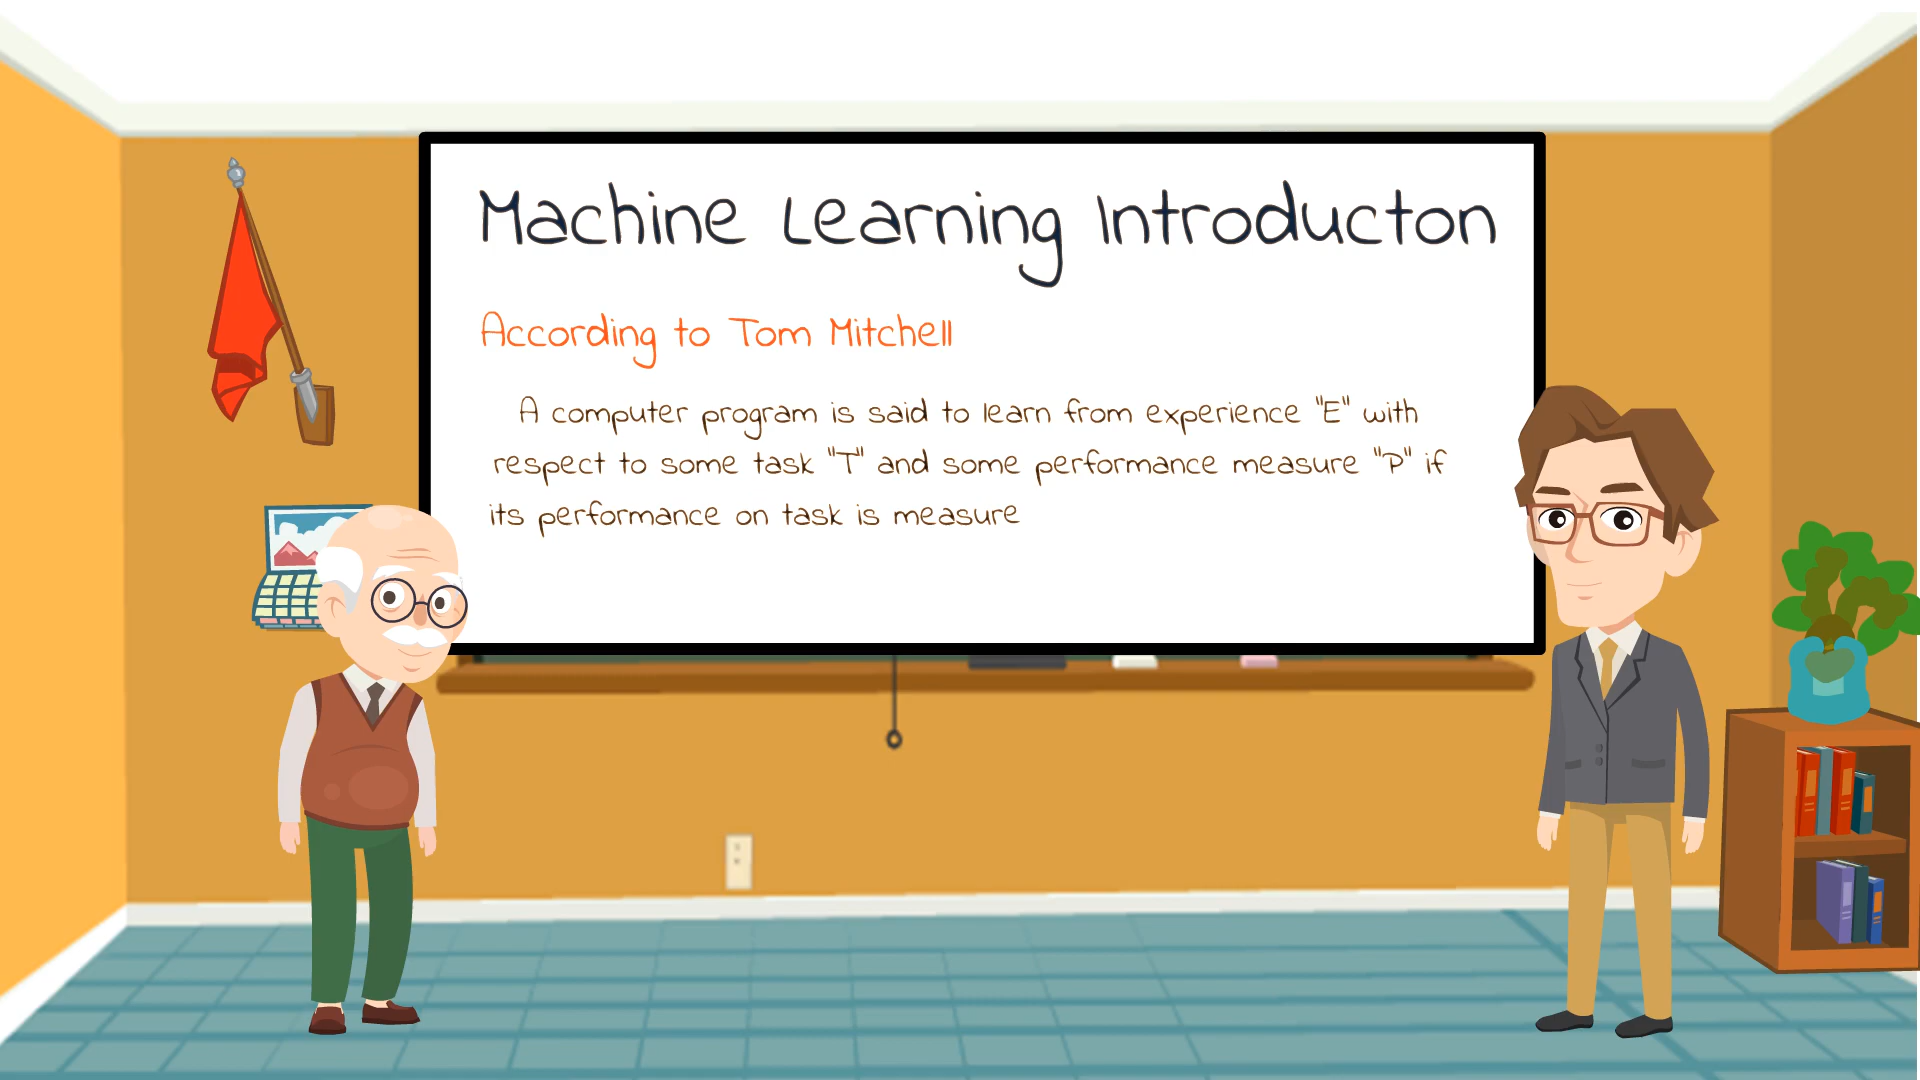 Machine Learning Introducton
According to Tom Mitchell
A computer program is said to learn from experience "E" with
respect to some task "T" and some performance measure "P" if
its performance on task is measure